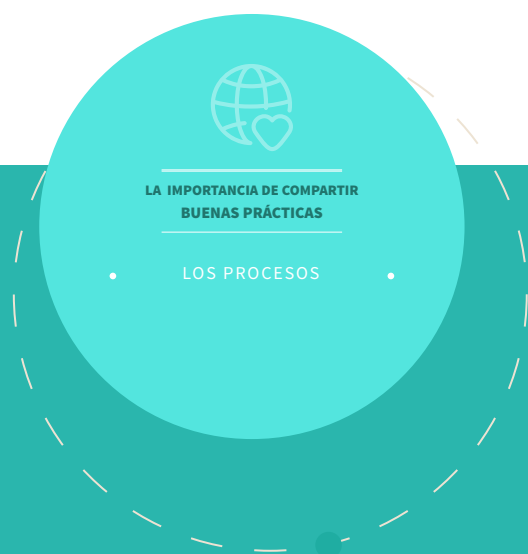 LA IMPORTANCIA DE COMPARTIR
BUENAS PRÁCTICAS
LOS PROCESOS